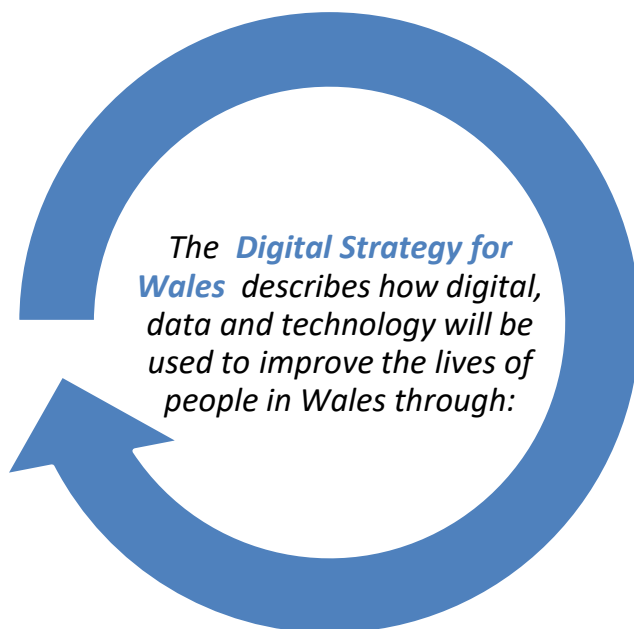 The Digital Strategy for
Wales describes how digital,
data and technology will be
used to improve the lives of
people in Wales through: